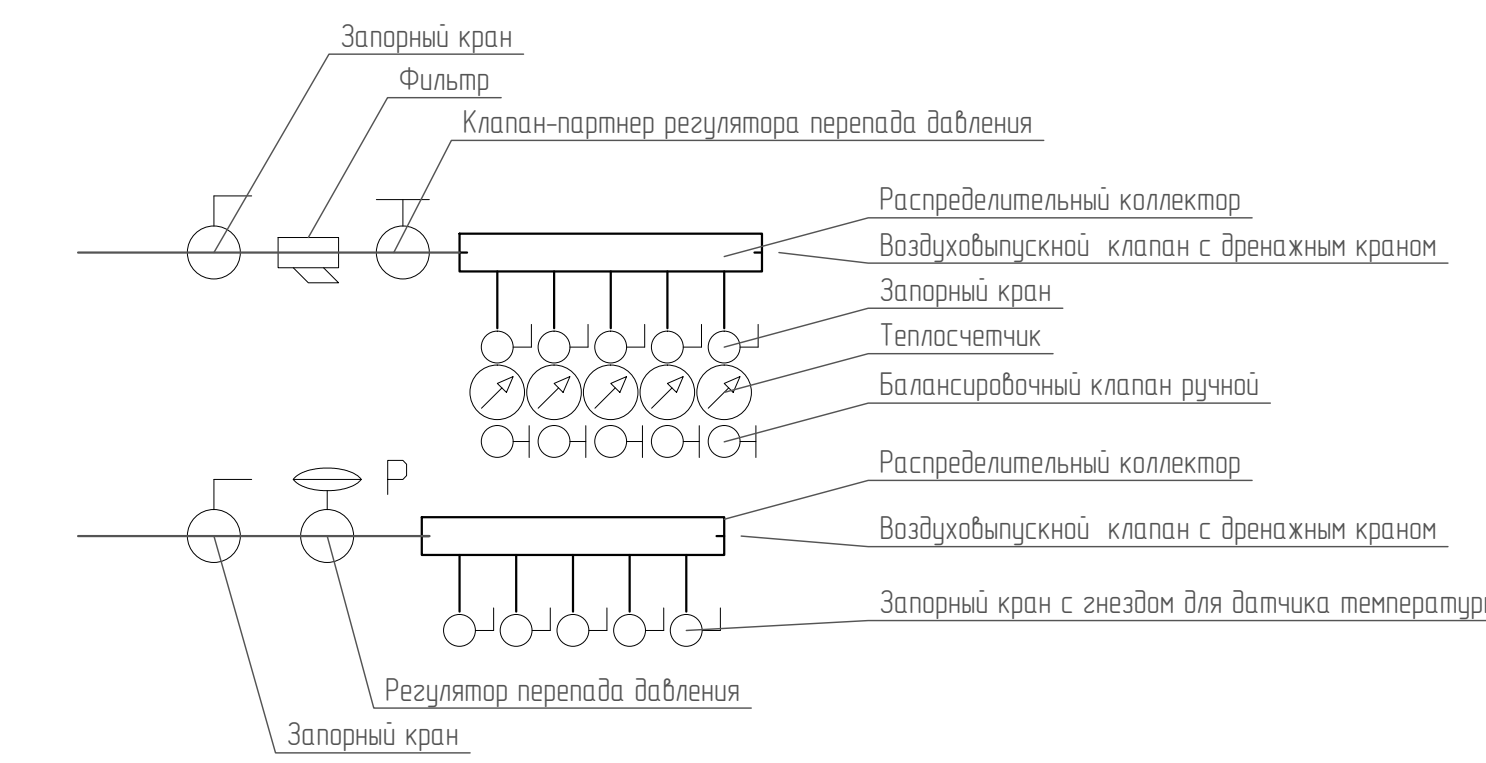 Запорный кран
Фильтр
Клапан-партнер регулятора перепада давления
Распределительный коллектор
Воздуховыпускной клапан с дренажным краном
Запорный кран
Теплосчетчик
Балансировочный клапан ручной
Р
Распределительный коллектор
Воздуховыпускной клапан с дренажным краном
Запорный кран с гнездом для датчика
Регулятор перепада давления
Запорный кран